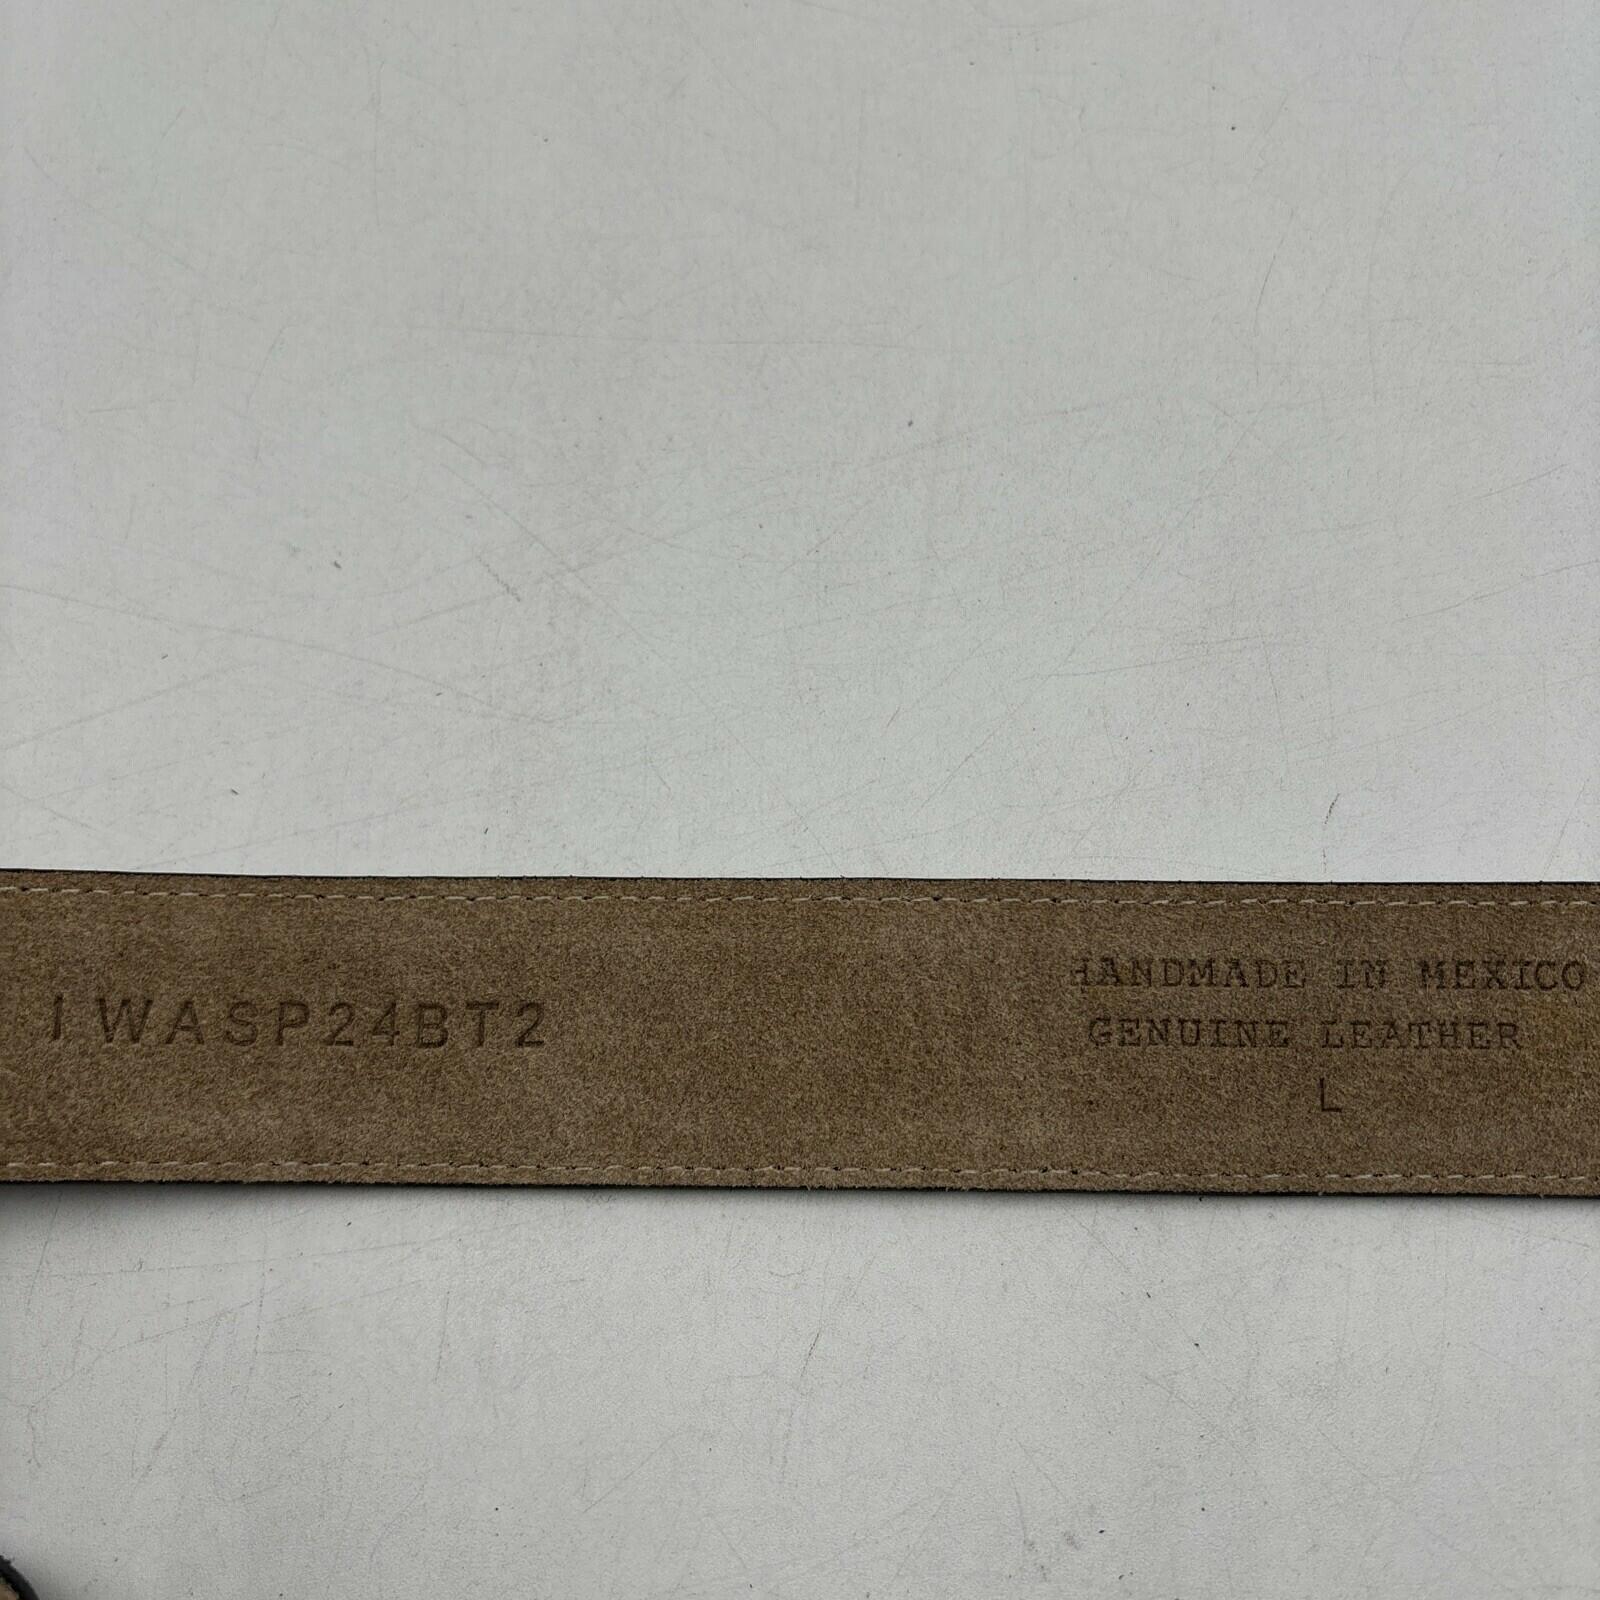 IWASP24BT2
HANDMADE IN MEXICO
GENUINE LEATHER
L